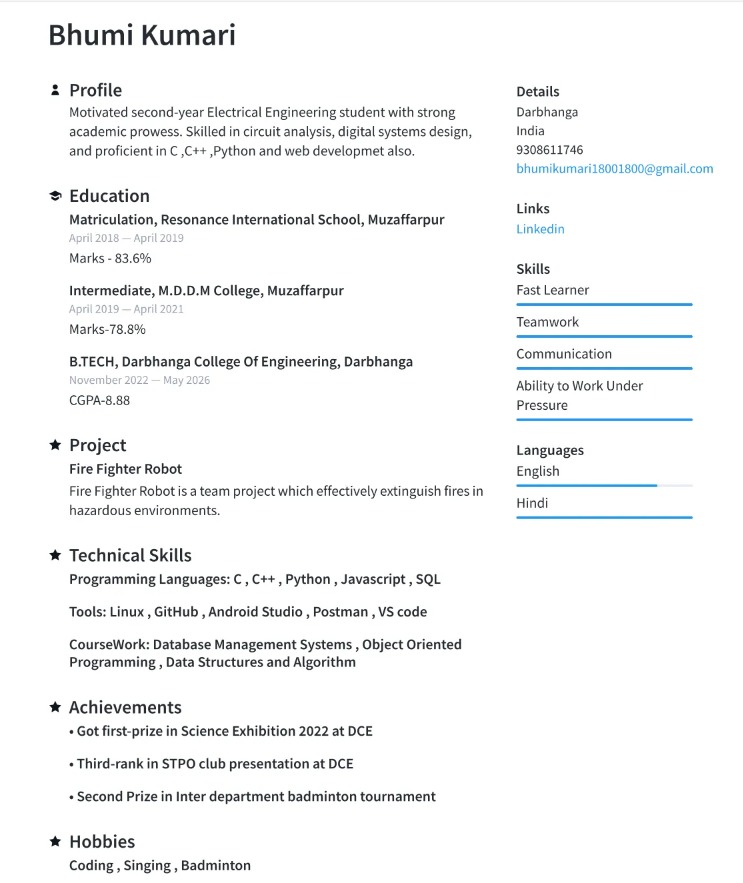 Bhumi Kumari
Profile
Motivated second-year Electrical Engineering student with strong
academic prowess. Skilled in circuit analysis, digital systems design,
and proficient in C ,C++ ,Python and web developmet also.
Education
Matriculation, Resonance International School, Muzaffarpur
April 2018 — April 2019
Marks - 83.6%
Intermediate, M.D.D.M College, Muzaffarpur
April 2019 — April 2021
Marks-78.8%
B.TECH, Darbhanga College Of Engineering, Darbhanga
November 2022 — May 2026
CGPA-8.88
Project
Fire Fighter Robot
Fire Fighter Robot is a team project which effectively extinguish fires in
hazardous environments.
Technical Skills
Programming Languages: C , C++ , Python , Javascript , SQL
Tools: Linux , GitHub , Android Studio , Postman , VS code
CourseWork: Database Management Systems , Object Oriented
Programming , Data Structures and Algorithm
Achievements
• Got first-prize in Science Exhibition 2022 at DCE
• Third-rank in STPO club presentation at DCE
• Second Prize in Inter department badminton tournament
Hobbies
Coding , Singing , Badminton
Details
Darbhanga
India
9308611746
bhumikumari18001800@gmail.com
Links
Linkedin
Skills
Fast Learner
Teamwork
Communication
Ability to Work Under
Pressure
Languages
English
Hindi